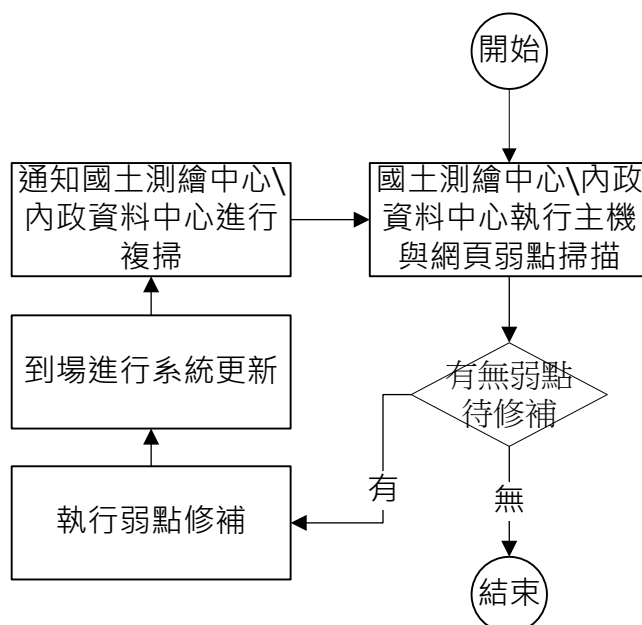 開始
國土測繪中心\內政
資料中心執行主機
與網頁弱點掃描
有無弱點
待修補
有
無
執行弱點修補
到場進行系統更新
通知國土測繪中心\
內政資料中心進行
複掃
結束